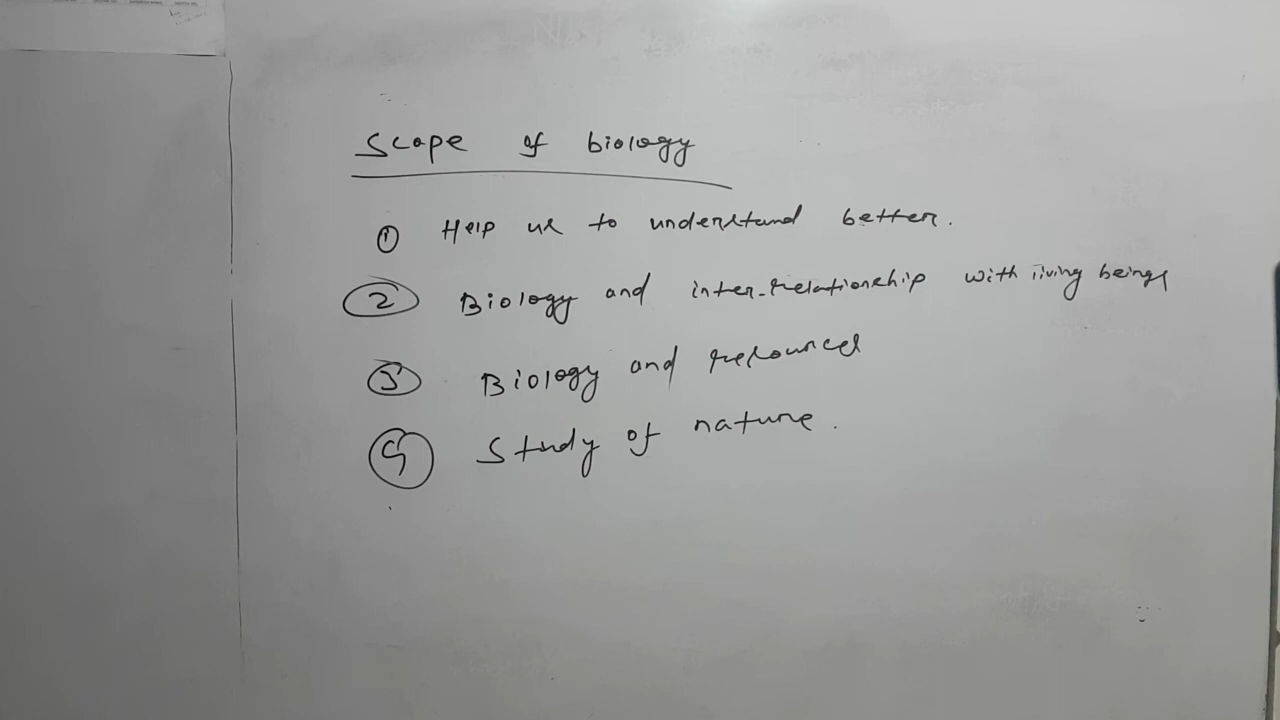 Scope of biology
① Help us to understand better.
② Biology and inter-relationship with living beings
③ Biology and resources
④ Study of nature.